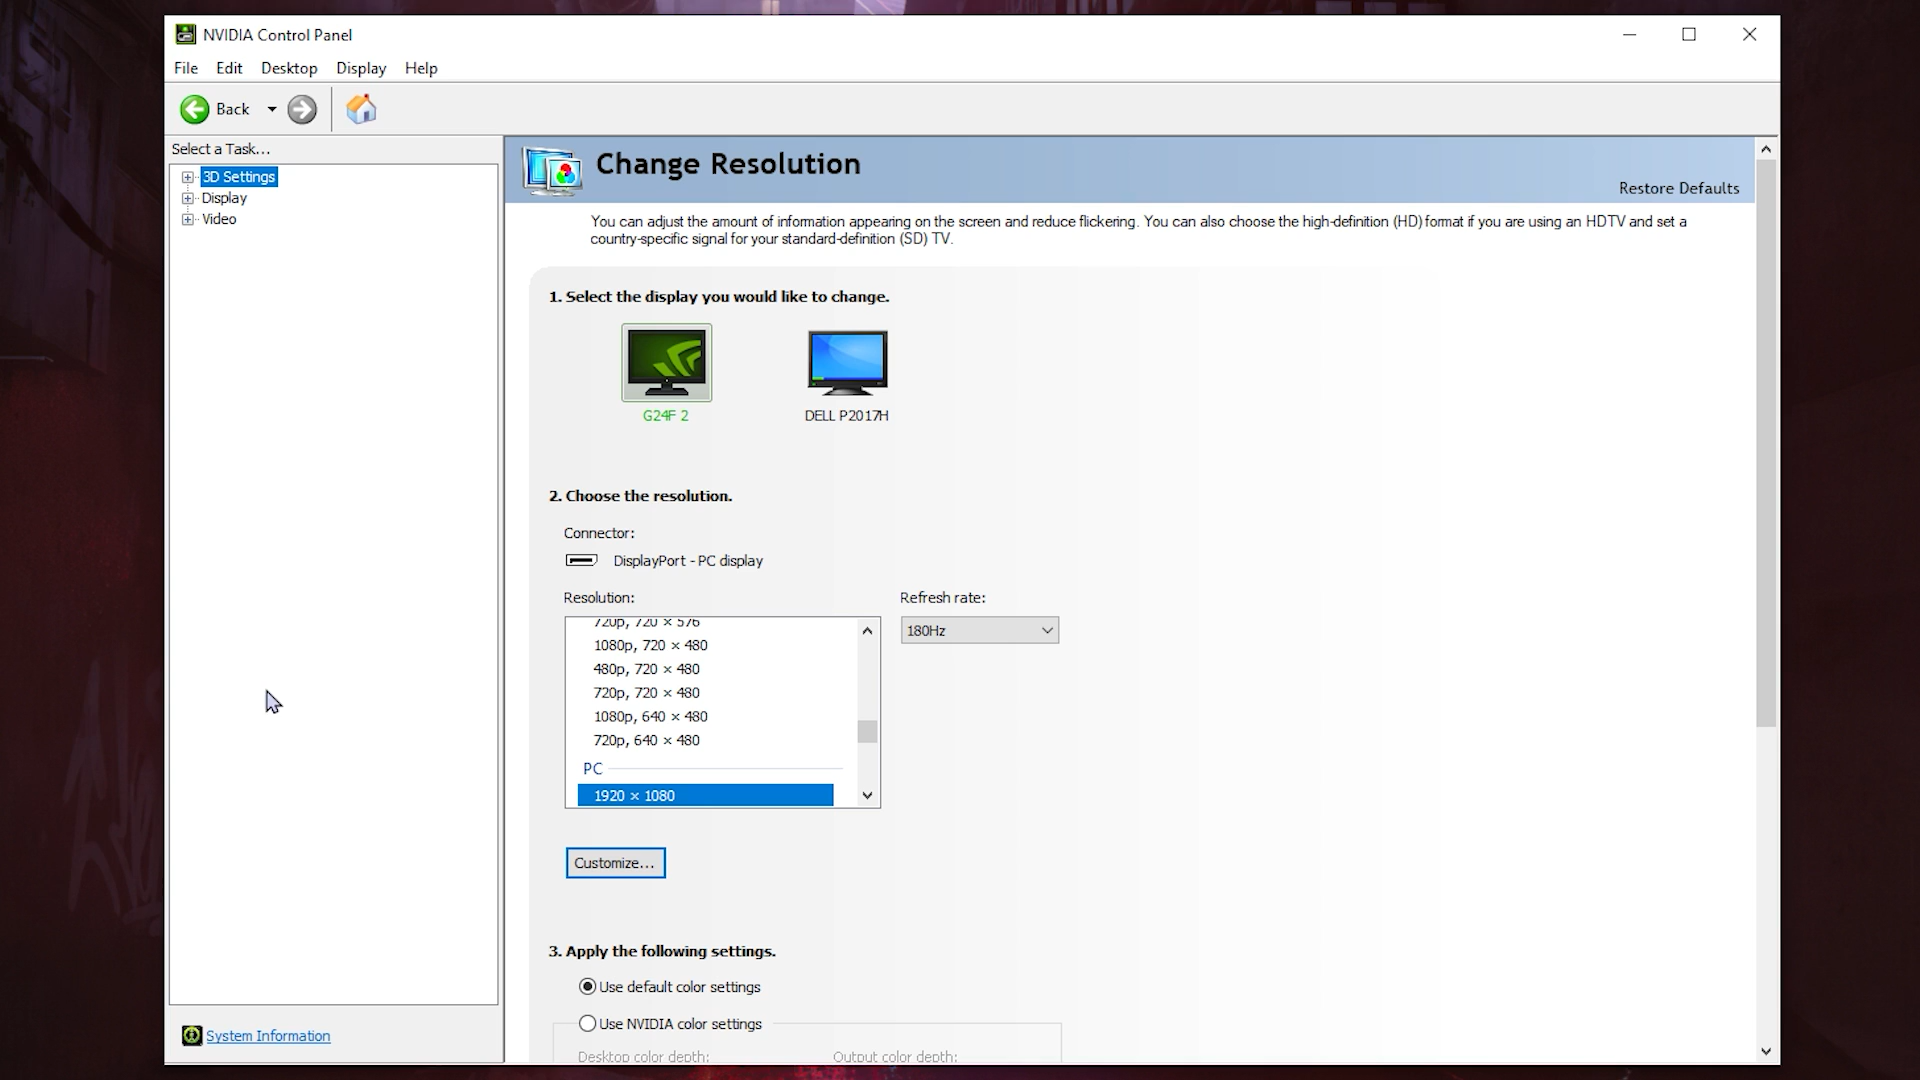 NVIDIA Control Panel
File Edit Desktop Display Help
Back
Select a Task...
3D Settings
Display
Video
System Information
Change Resolution
Restore Defaults
You can adjust the amount of information appearing on the screen and reduce flickering. You can also choose the high-definition (HD) format if you are using an HDTV and set a
country-specific signal for your standard-definition (SD) TV.
1. Select the display you would like to change.
G24F 2
DELL P2017H
2. Choose the resolution.
Connector:
DisplayPort - PC display
Resolution:
Refresh rate:
720p, 720 × 576
180Hz
1080p, 720 × 480
480p, 720 × 480
720p, 720 × 480
1080p, 640 × 480
720p, 640 × 480
PC
1920 × 1080
Customize...
3. Apply the following settings.
Use default color settings
Use NVIDIA color settings
Desktop color depth:
Output color depth: